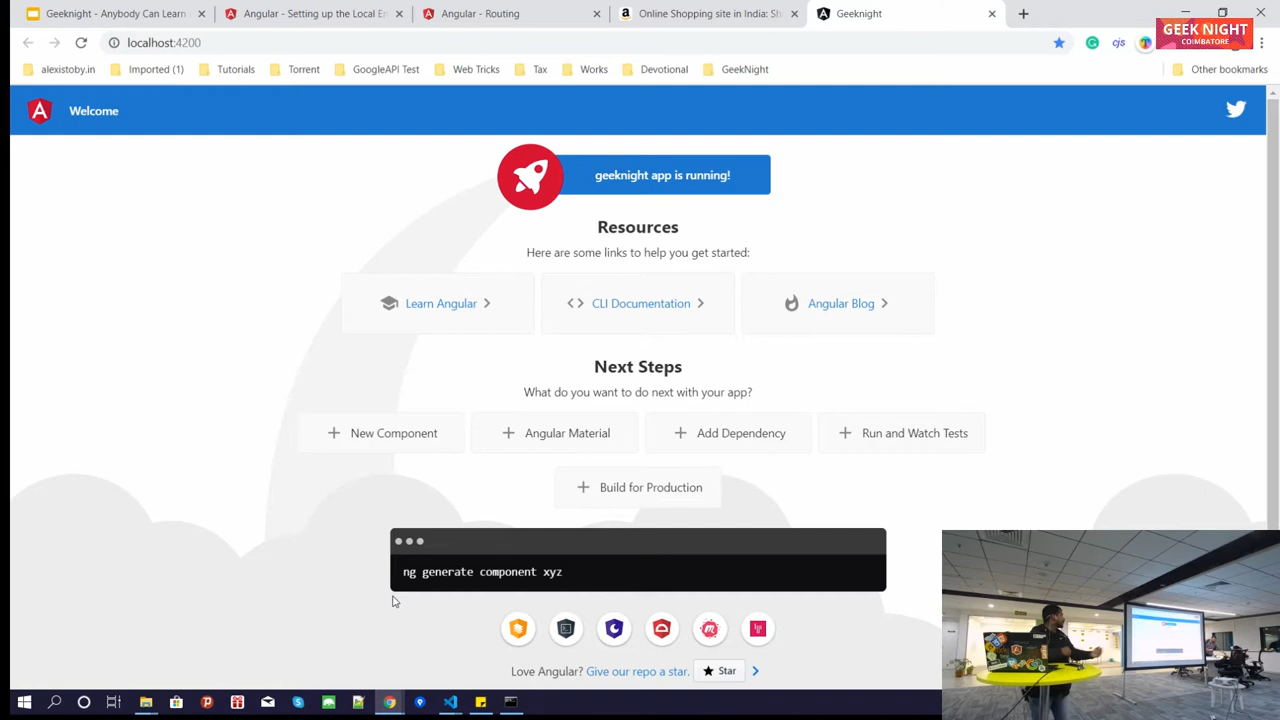 Geeknight - Anybody Can Learn
Angular - Setting up the Local En
Angular - Routing
Online Shopping site in India: Sh
Geeknight
localhost:4200
GEEK NIGHT
COIMBATORE
cjs
alexistoby.in
Imported (1)
Tutorials
Torrent
GoogleAPI Test
Web Tricks
Tax
Works
Devotional
GeekNight
Other bookmarks
Welcome
geeknight app is running!
Resources
Here are some links to help you get started:
Learn Angular
CLI Documentation
Angular Blog
Next Steps
What do you want to do next with your app?
New Component
Angular Material
Add Dependency
Run and Watch Tests
Build for Production
ng generate component xyz
Love Angular? Give our repo a star.
Star